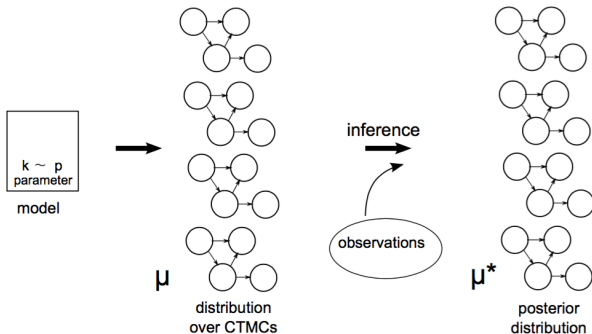 k ~ p
parameter
model
μ
distribution
over CTMCs
inference
observations
μ*
posterior
distribution